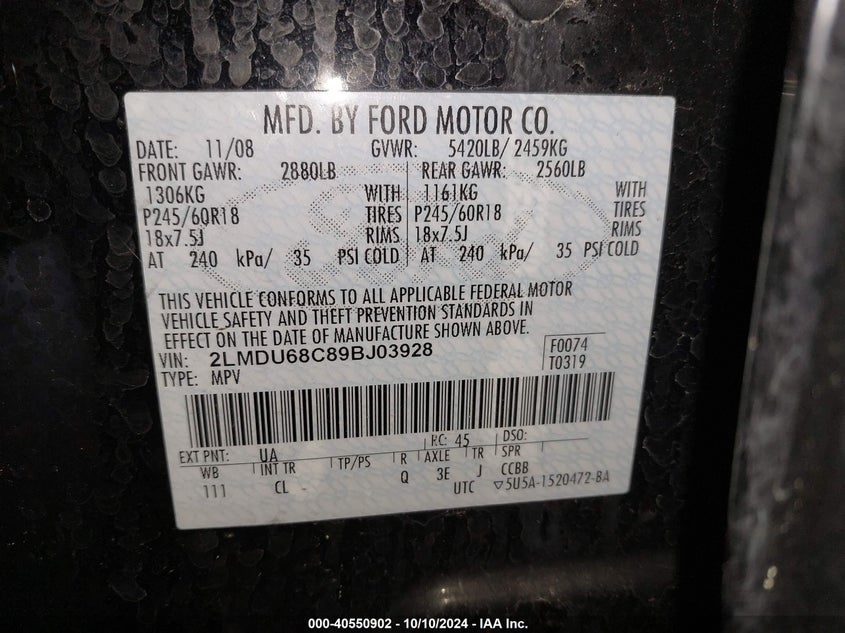 MFD. BY FORD MOTOR CO.
DATE: 11/08 GVWR: 5420LB/ 2459KG
FRONT GAWR: 2880LB REAR GAWR: 2560LB
1306KG WITH 1161KG WITH
P245/60R18 TIRES P245/60R18 TIRES
18x7.5J RIMS 18x7.5J RIMS
AT 240 kPa/ 35 PSI COLD AT 240 kPa/ 35 PSI COLD
THIS VEHICLE CONFORMS TO ALL APPLICABLE FEDERAL MOTOR
VEHICLE SAFETY AND THEFT PREVENTION STANDARDS IN
EFFECT ON THE DATE OF MANUFACTURE SHOWN ABOVE.
VIN: 2LMDU68C89BJ03928 F0074
TYPE: MPV T0319
EXT PNT: UA RC: 45 DSO:
WB INT TR TP/PS R AXLE TR SPR
111 CL Q 3E J CCBB
UTC ▽5U5A-1520472-BA
000-40550902 - 10/10/2024 - IAA Inc.